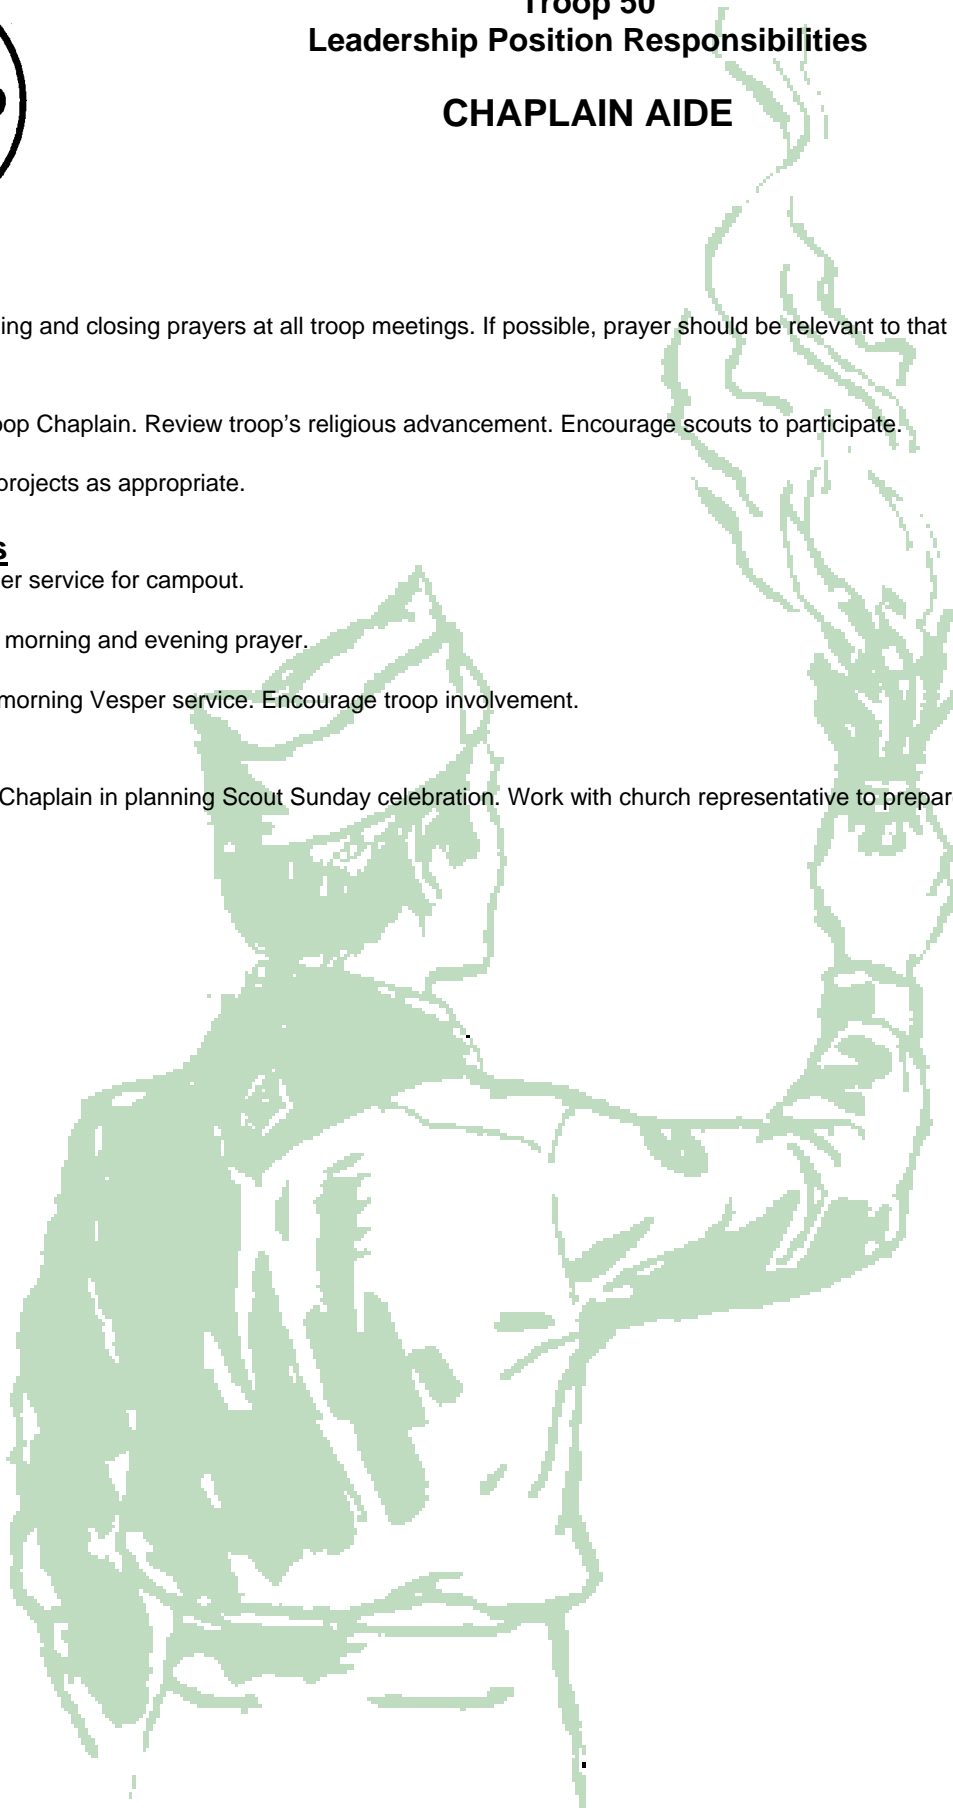 Troop 50
Leadership Position Responsibilities
CHAPLAIN AIDE
ing and closing prayers at all troop meetings. If possible, prayer should be relevant to that
oop Chaplain. Review troop’s religious advancement. Encourage scouts to participate.
projects as appropriate.
s
er service for campout.
morning and evening prayer.
morning Vesper service. Encourage troop involvement.
Chaplain in planning Scout Sunday celebration. Work with church representative to prepar